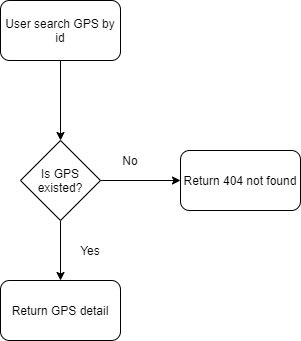 User search GPS by
id
Is GPS
existed?
No
Return 404 not found
Yes
Return GPS detail